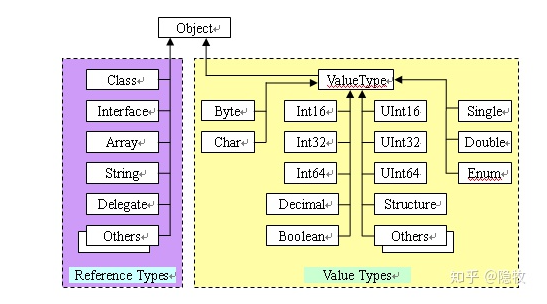 Object
Class
Interface
Array
String
Delegate
Others
Reference Types
ValueType
Byte
Char
Int16
Int32
Int64
Decimal
Boolean
UInt16
UInt32
UInt64
Structure
Others
Single
Double
Enum
Value Types
知乎 @隐牧